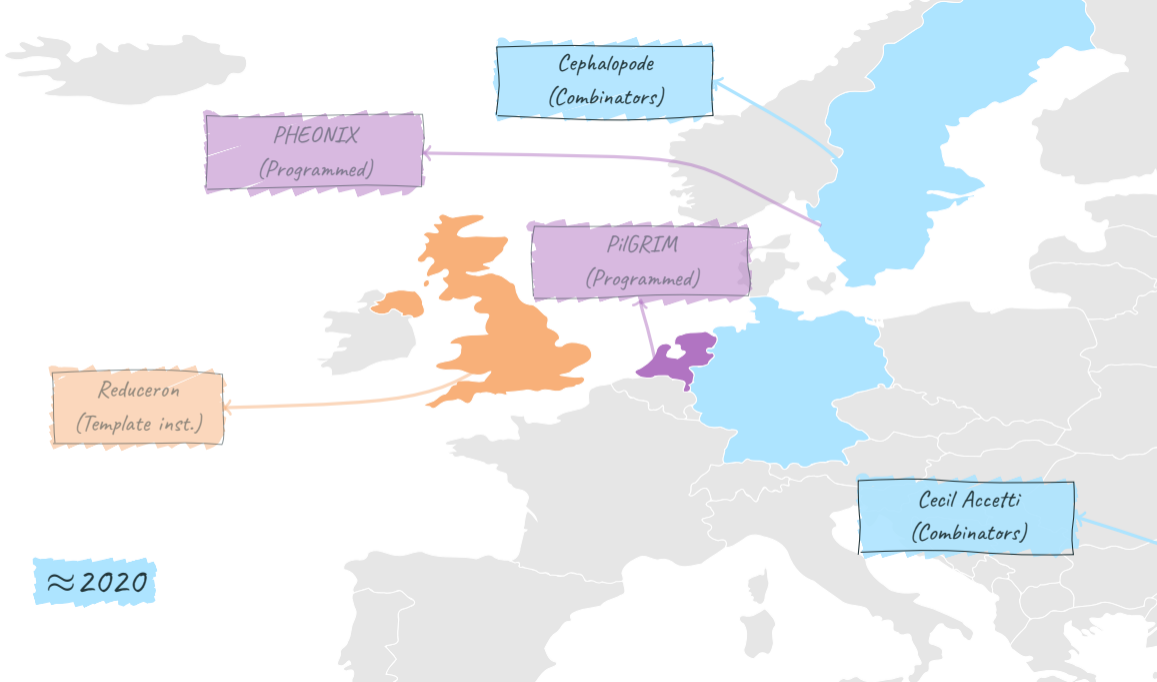 Cephalopode
(Combinators)
PHEONIX
(Programmed)
PilGRIM
(Programmed)
Reduceron
(Template inst.)
Cecil Accetti
(Combinators)
≈2020